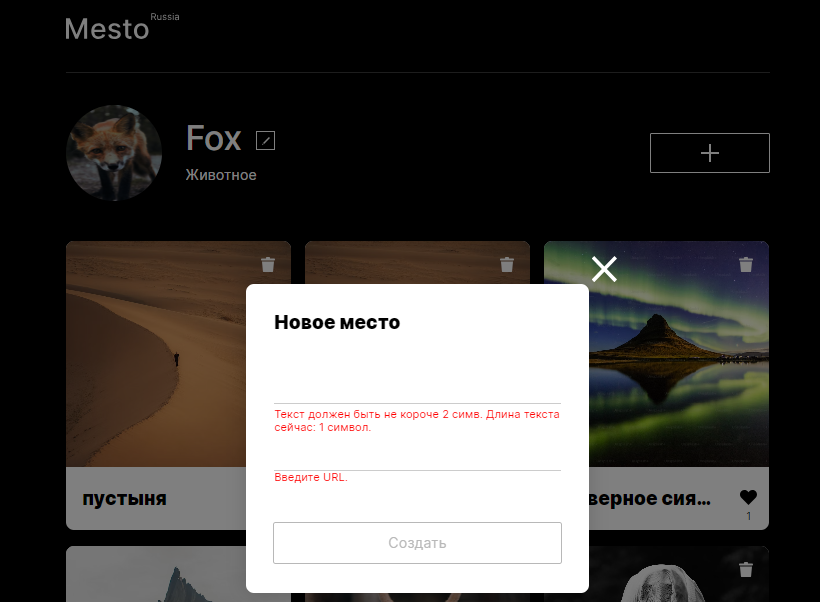 Mesto
Russia
Fox
Животное
Новое место
Текст должен быть не короче 2 симв. Длина текста
сейчас: 1 символ.
Введите URL.
Создать
пустыня
верное сия...
1